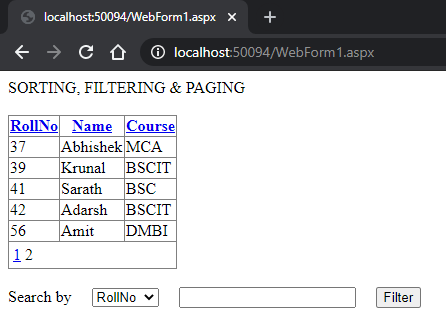 localhost:50094/WebForm1.aspx
localhost:50094/WebForm1.aspx
SORTING, FILTERING & PAGING
RollNo Name Course
37 Abhishek MCA
39 Krunal BSCIT
41 Sarath BSC
42 Adarsh BSCIT
56 Amit DMBI
1 2
Search by RollNo Filter